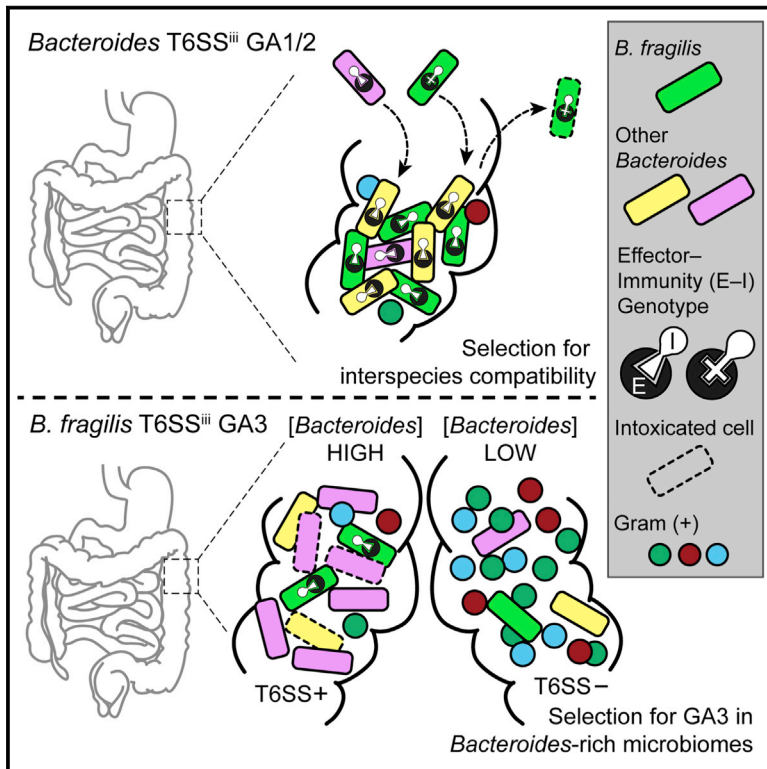 Bacteroides T6SSⁱⁱⁱ GA1/2
Selection for
interspecies compatibility
B. fragilis T6SSⁱⁱⁱ GA3
[Bacteroides]
HIGH
[Bacteroides]
LOW
T6SS+
T6SS−
Selection for GA3 in
Bacteroides-rich microbiomes
B. fragilis
Other
Bacteroides
Effector–
Immunity (E–I)
Genotype
I
E
Intoxicated cell
Gram (+)